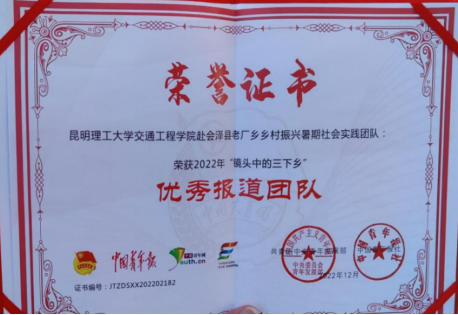 荣誉证书
昆明理工大学交通工程学院赴会泽县老厂乡乡村振兴暑期社会实践团队：
荣获2022年“镜头中的三下乡”
优秀报道团队
中国青年报
Youth.cn
2022年12月
证书编号：JTZDSXX202202182